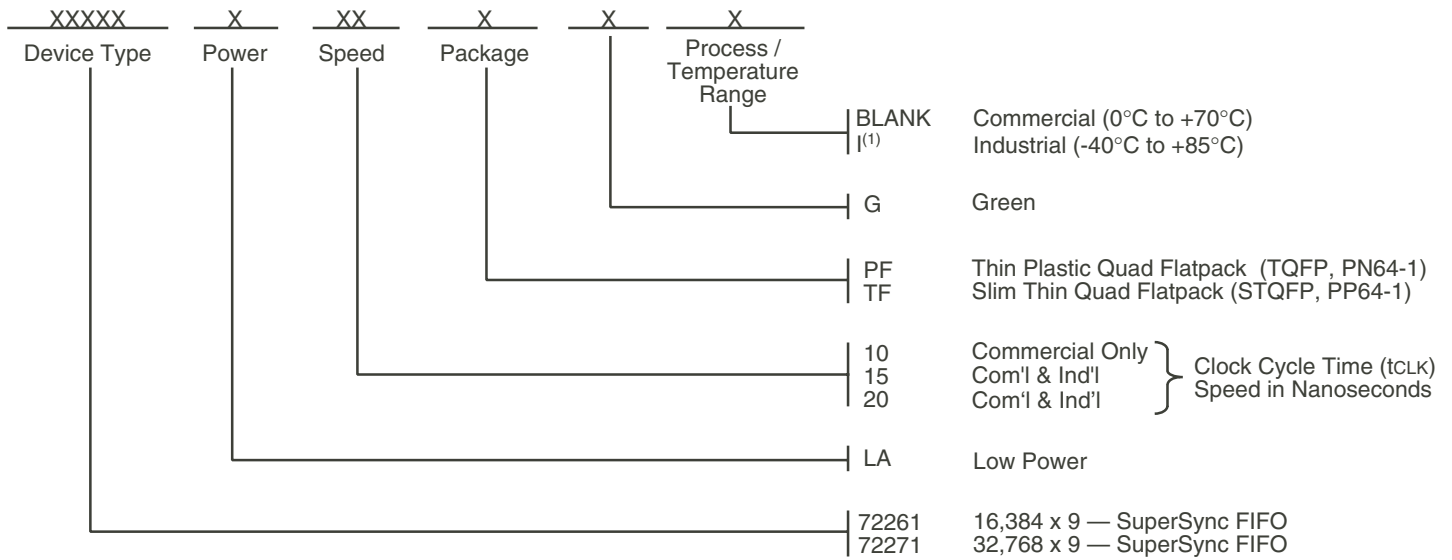 XXXXX X XX X X X
Device Type Power Speed Package Process /
Temperature
Range
BLANK Commercial (0°C to +70°C)
I(1) Industrial (-40°C to +85°C)
G Green
PF Thin Plastic Quad Flatpack (TQFP, PN64-1)
TF Slim Thin Quad Flatpack (STQFP, PP64-1)
10 Commercial Only
15 Com'l & Ind'l
20 Com‘l & Ind’l
Clock Cycle Time (tCLK)
Speed in Nanoseconds
LA Low Power
72261 16,384 x 9 — SuperSync FIFO
72271 32,768 x 9 — SuperSync FIFO